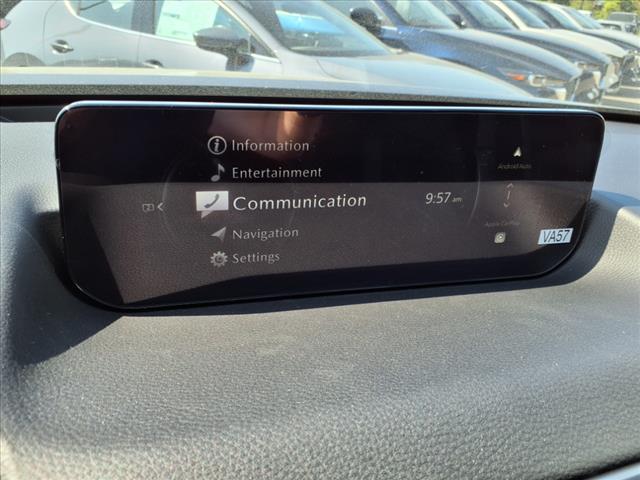 Information
Entertainment
Communication
9:57 am
Navigation
Settings
Android Auto
Apple CarPlay
VA57